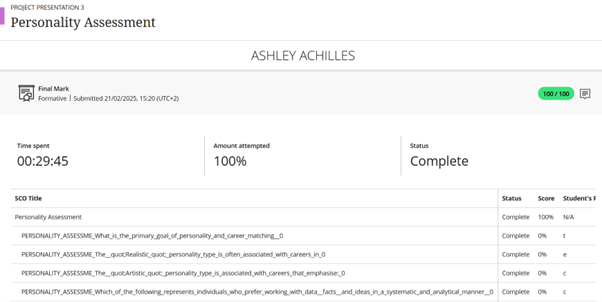 PROJECT PRESENTATION 3
Personality Assessment
ASHLEY ACHILLES
Final Mark
Formative | Submitted 21/02/2025, 15:20 (UTC+2)
100 / 100
Time spent
Amount attempted
Status
00:29:45
100%
Complete
SCO Title Status Score Student's
Personality Assessment Complete 100% N/A
PERSONALITY_ASSESSME_What_is_the_primary_goal_of_personality_and_career_matching__0 Complete 0% t
PERSONALITY_ASSESSME_The__quot;Realistic_quot;_personality_type_is_often_associated_with_careers_in_0 Complete 0% e
PERSONALITY_ASSESSME_The__quot;Artistic_quot;_personality_type_is_associated_with_careers_that_emphasise:_0 Complete 0% c
PERSONALITY_ASSESSME_Which_of_the_following_represents_individuals_who_prefer_working_with_data__facts__and_ideas_in_a_systematic_and_analytical_manner__0 Complete 0% c